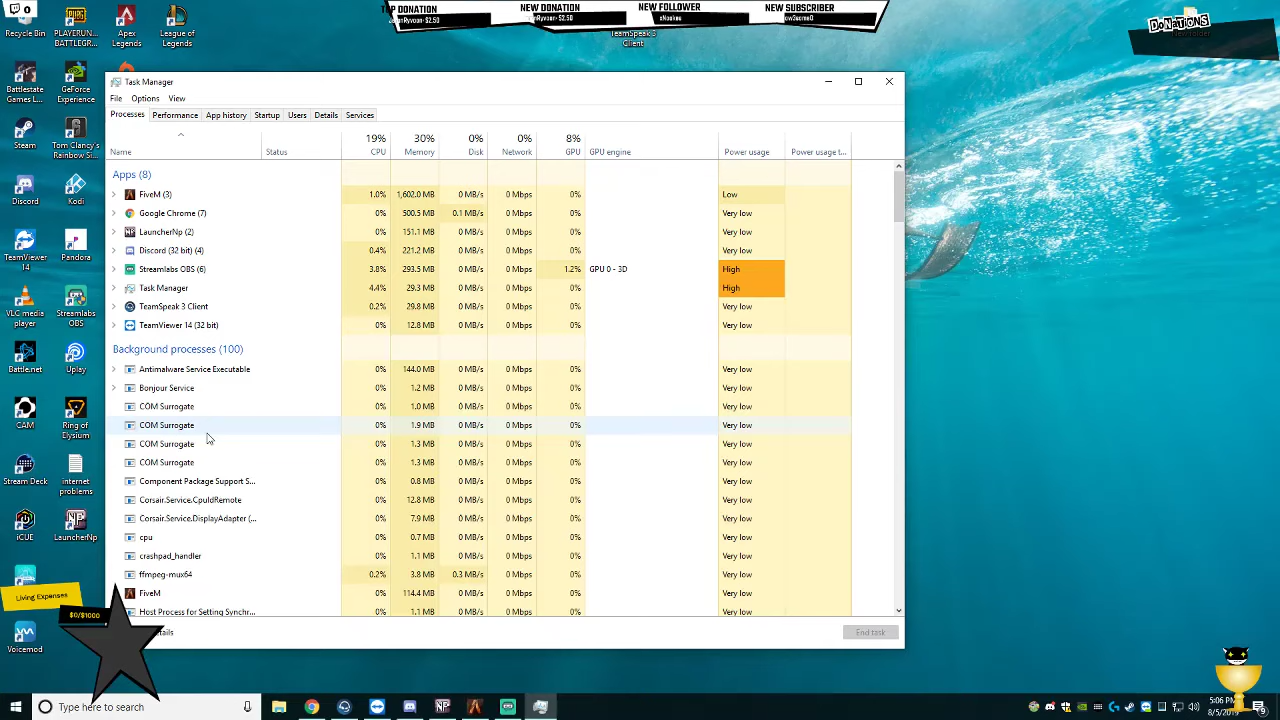 0
TOP DONATION
NEW DONATION
NEW FOLLOWER
NEW SUBSCRIBER
DONATIONS
Recycle Bin
PLAYERUN... BATTLEGR...
Apex Legends
League of Legends
TeamSpeak 3 Client
New folder
Battlestate Games L...
GeForce Experience
Steam
Tom Clancy's Rainbow S...
Discord
Kodi
TeamViewer 14
Pandora
VLC media player
Streamlabs OBS
Battle.net
Uplay
CAM
Ring of Elysium
Stream Deck
internet problems
iCUE
LauncherNp
Voicemod
Living Expenses
$0/$1000
Task Manager
File Options View
Processes Performance App history Startup Users Details Services
19% 30% 0% 0% 8%
Name Status CPU Memory Disk Network GPU GPU engine Power usage Power usage t...
Apps (8)
FiveM (3) 1.0% 1,602.0 MB 0 MB/s 0 Mbps 0% Low
Google Chrome (7) 0% 500.5 MB 0.1 MB/s 0 Mbps 0% Very low
LauncherNp (2) 0% 151.1 MB 0 MB/s 0 Mbps 0% Very low
Discord (32 bit) (4) 0.4% 221.2 MB 0 MB/s 0 Mbps 0% Very low
Streamlabs OBS (6) 3.8% 293.5 MB 0 MB/s 0 Mbps 1.2% GPU 0 - 3D High
Task Manager 4.4% 29.3 MB 0 MB/s 0 Mbps 0% High
TeamSpeak 3 Client 0.2% 29.8 MB 0 MB/s 0 Mbps 0% Very low
TeamViewer 14 (32 bit) 0% 12.8 MB 0 MB/s 0 Mbps 0% Very low
Background processes (100)
Antimalware Service Executable 0% 144.0 MB 0 MB/s 0 Mbps 0% Very low
Bonjour Service 0% 1.2 MB 0 MB/s 0 Mbps 0% Very low
COM Surrogate 0% 1.0 MB 0 MB/s 0 Mbps 0% Very low
COM Surrogate 0% 1.9 MB 0 MB/s 0 Mbps 0% Very low
COM Surrogate 0% 1.3 MB 0 MB/s 0 Mbps 0% Very low
COM Surrogate 0% 1.3 MB 0 MB/s 0 Mbps 0% Very low
Component Package Support S... 0% 0.8 MB 0 MB/s 0 Mbps 0% Very low
Corsair.Service.CpuIdRemote 0% 12.8 MB 0 MB/s 0 Mbps 0% Very low
Corsair.Service.DisplayAdapter (... 0% 7.9 MB 0 MB/s 0 Mbps 0% Very low
cpu 0% 0.7 MB 0 MB/s 0 Mbps 0% Very low
crashpad_handler 0% 1.1 MB 0 MB/s 0 Mbps 0% Very low
ffmpeg-mux64 0.2% 3.8 MB 0.3 MB/s 0 Mbps 0% Very low
FiveM 0% 114.4 MB 0 MB/s 0 Mbps 0% Very low
Host Process for Setting Synchr... 0% 1.1 MB 0 MB/s 0 Mbps 0% Very low
End task
Type here to search
5:06 PM